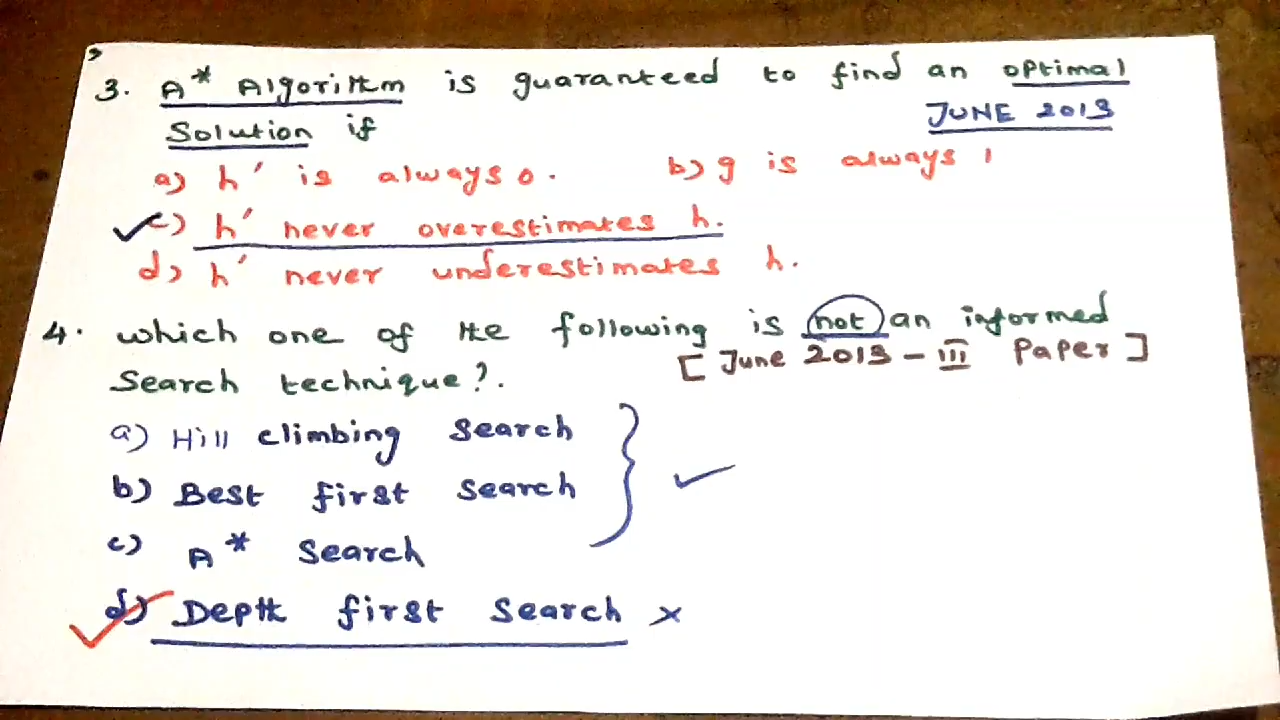 3. A* Algorithm is guaranteed to find an optimal
Solution if JUNE 2013
a) h' is always 0. b) g is always 1
c) h' never overestimates h.
d) h' never underestimates h.
4. which one of the following is not an informed
Search technique?. [June 2013 - III Paper]
a) Hill climbing search
b) Best first search
c) A* Search
d) Depth first search ×